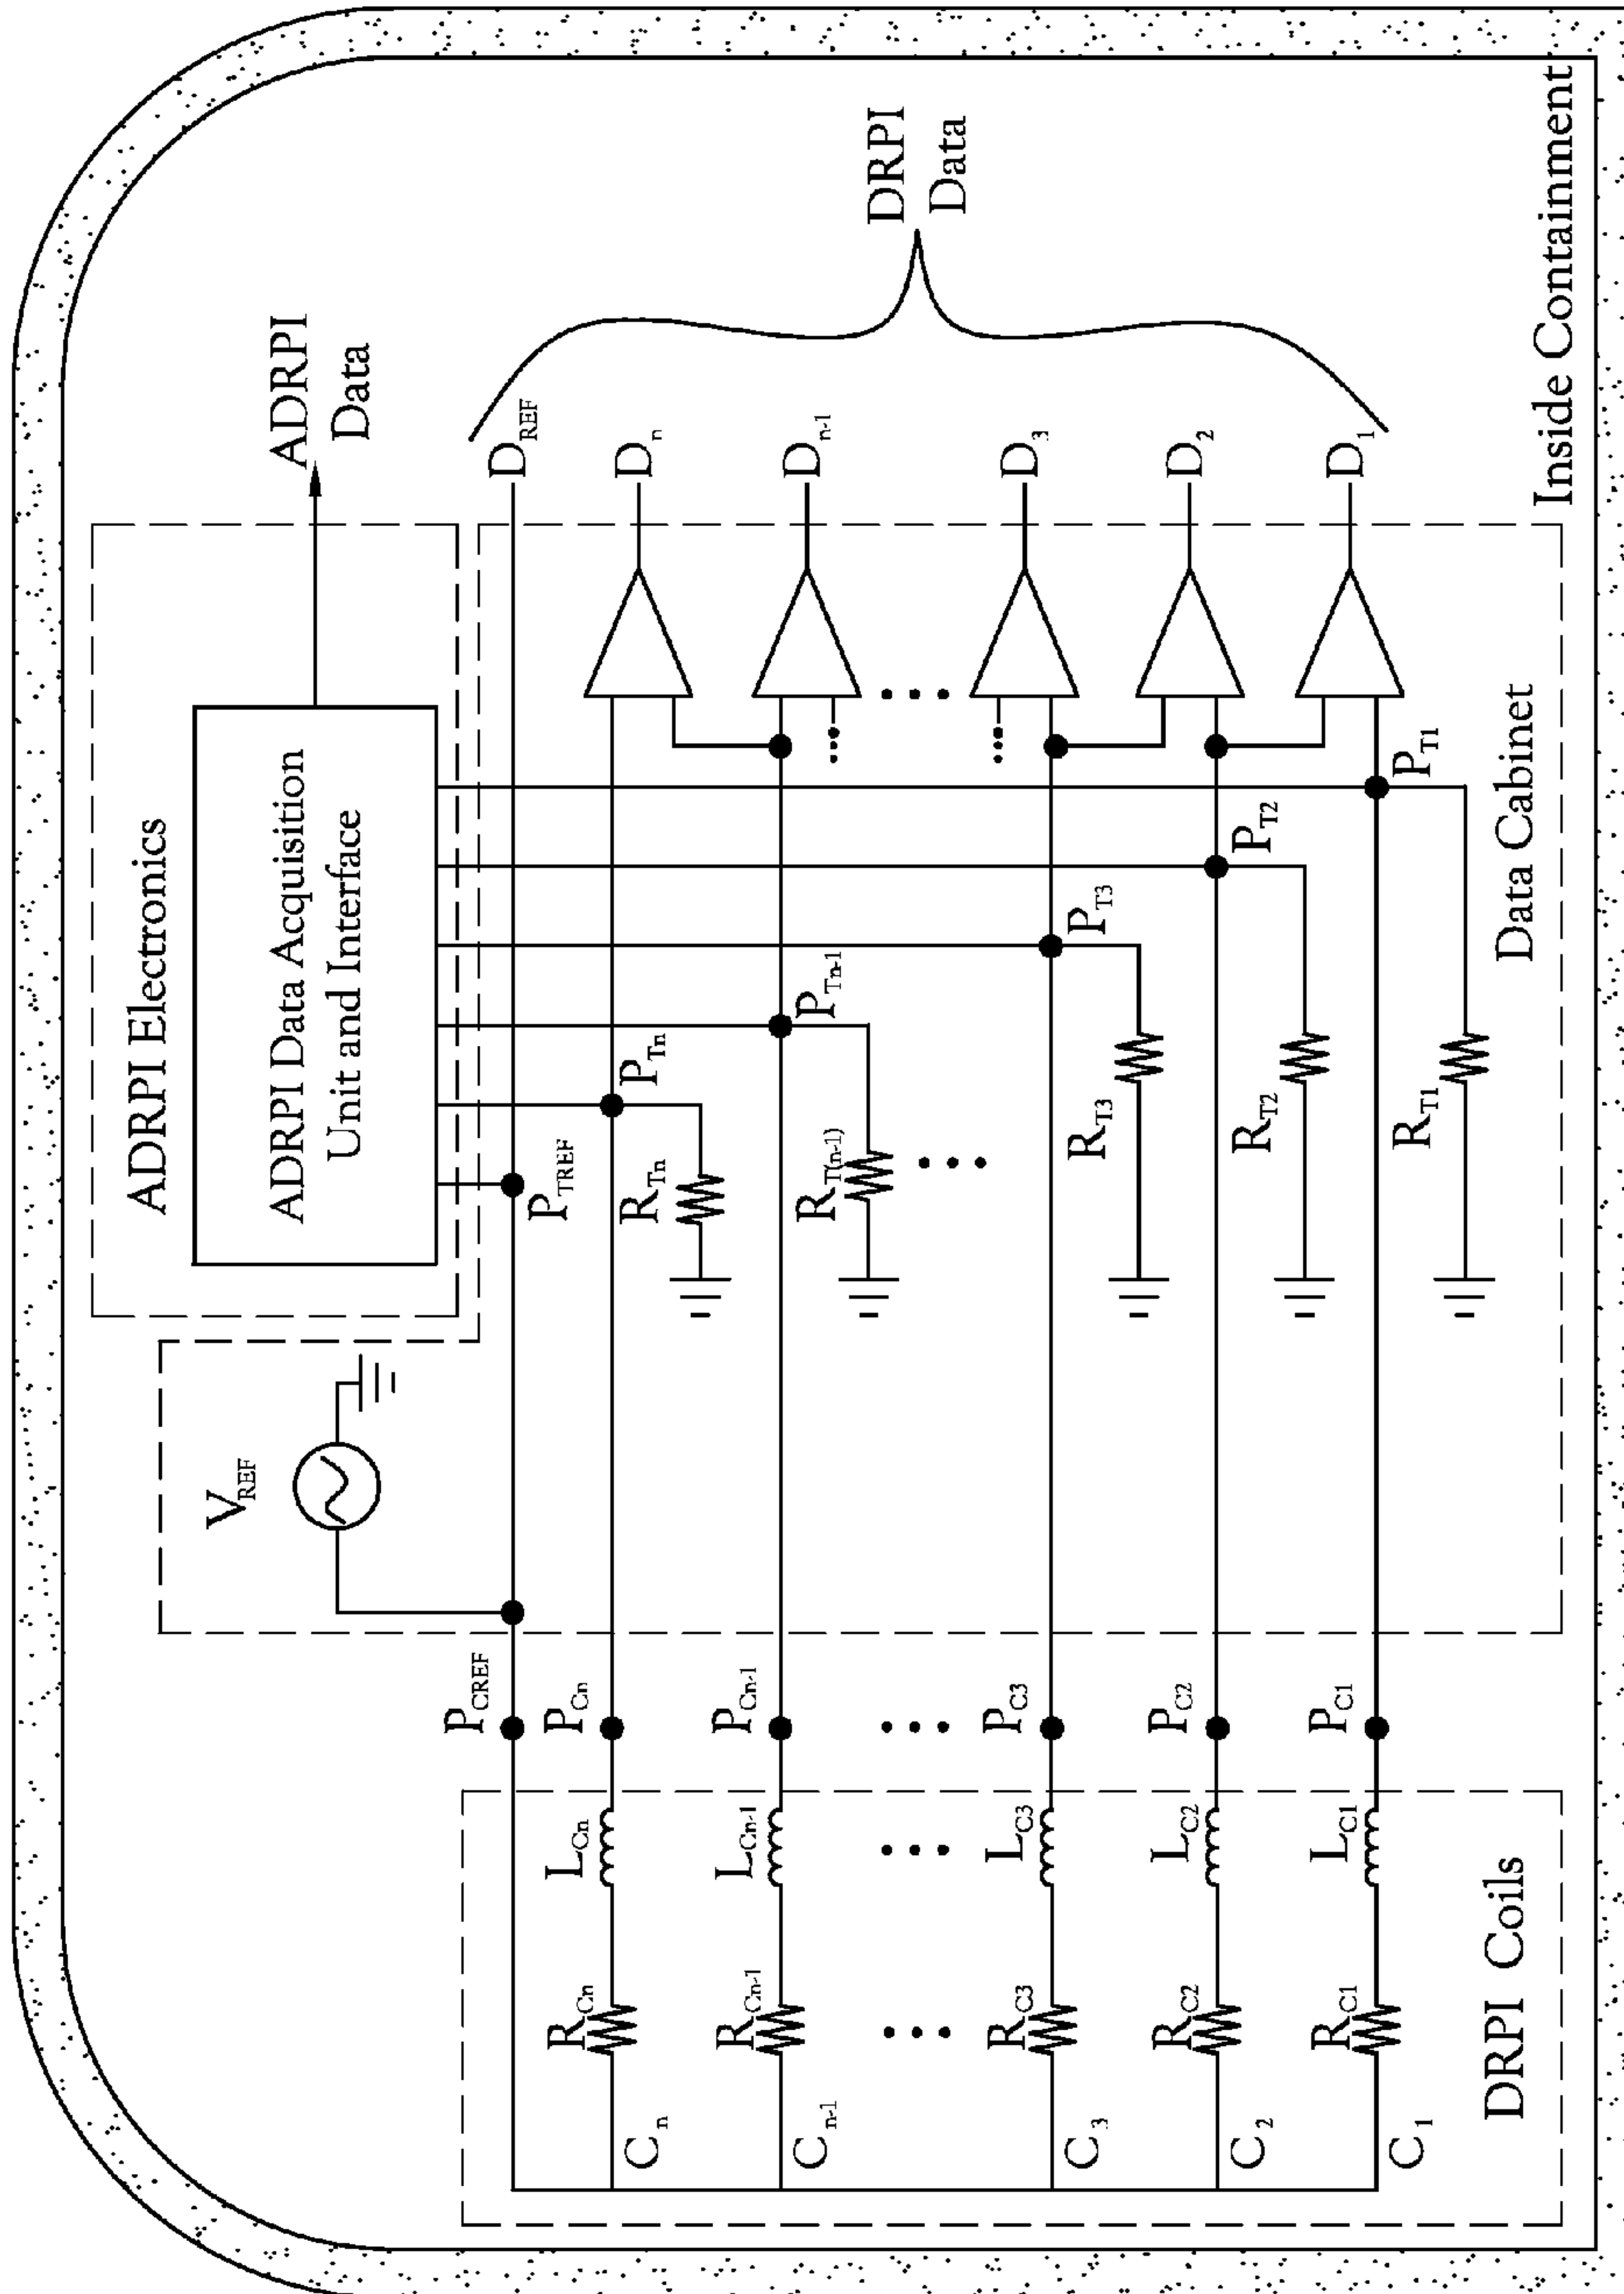 ADRPI Electronics
ADRPI Data Acquisition
Unit and Interface
ADRPI
Data
V_REF
P_CREF
P_TREF
D_REF
C_n
R_Cn
L_Cn
P_Cn
R_Tn
P_Tn
D_n
C_n-1
R_Cn-1
L_Cn-1
P_Cn-1
R_T(n-1)
P_Tn-1
D_n-1
DRPI
Data
C_3
R_C3
L_C3
P_C3
R_T3
P_T3
D_3
C_2
R_C2
L_C2
P_C2
R_T2
P_T2
D_2
C_1
R_C1
L_C1
P_C1
R_T1
P_T1
D_1
DRPI Coils
Data Cabinet
Inside Containment